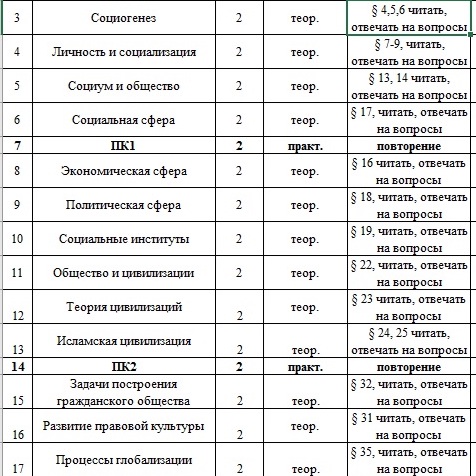 3 Социогенез 2 теор. § 4,5,6 читать,
отвечать на вопросы
4 Личность и социализация 2 теор. § 7-9, читать,
отвечать на вопросы
5 Социум и общество 2 теор. § 13, 14 читать,
отвечать на вопросы
6 Социальная сфера 2 теор. § 17, читать, отвечать
на вопросы
7 ПК1 2 практ. повторение
8 Экономическая сфера 2 теор. § 16 читать, отвечать
на вопросы
9 Политическая сфера 2 теор. § 18, читать, отвечать
на вопросы
10 Социальные институты 2 теор. § 19, читать, отвечать
на вопросы
11 Общество и цивилизации 2 теор. § 22, читать, отвечать
на вопросы
12 Теория цивилизаций 2 теор. § 23 читать, отвечать
на вопросы
13 Исламская цивилизация 2 теор. § 24, 25 читать,
отвечать на вопросы
14 ПК2 2 практ. повторение
15 Задачи построения
гражданского общества 2 теор. § 32, читать, отвечать
на вопросы
16 Развитие правовой культуры 2 теор. § 31 читать, отвечать
на вопросы
17 Процессы глобализации 2 теор. § 35, читать, отвечать
на вопросы